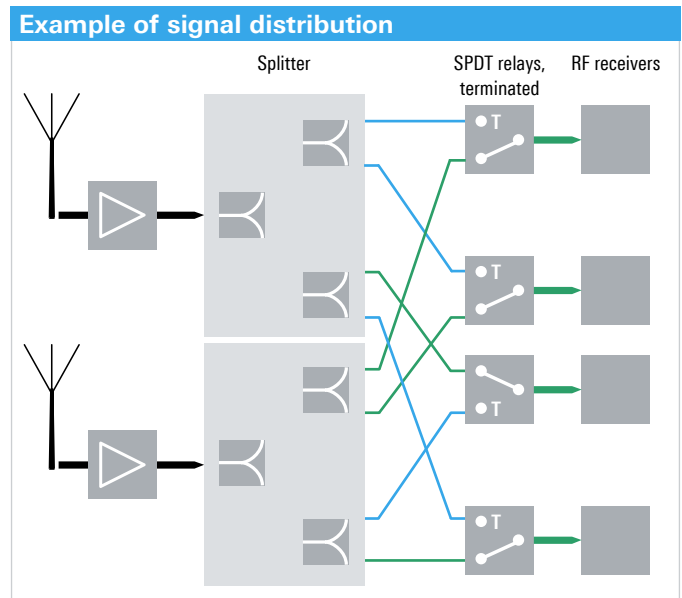 Example of signal distribution
Splitter
SPDT relays,
terminated
RF receivers
T
T
T
T